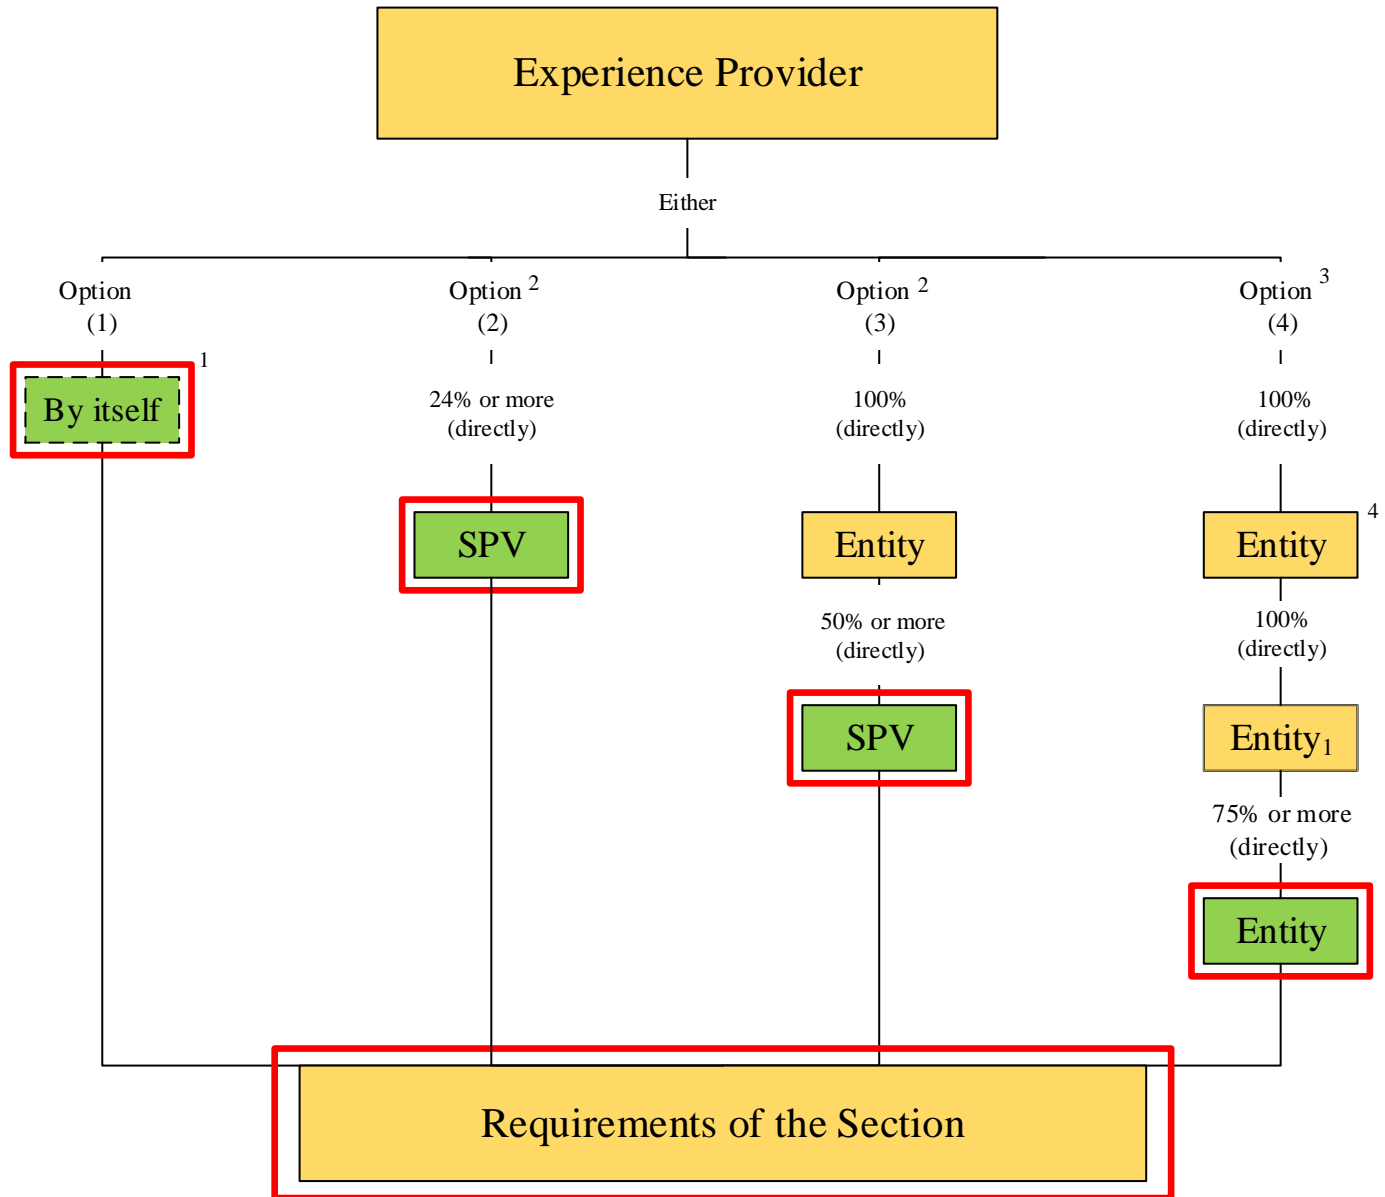 Experience Provider
Either
Option
(1)
Option 2
(2)
Option 2
(3)
Option 3
(4)
By itself
1
24% or more
(directly)
100%
(directly)
100%
(directly)
SPV
Entity
Entity
4
50% or more
(directly)
100%
(directly)
SPV
Entity1
75% or more
(directly)
Entity
Requirements of the Section